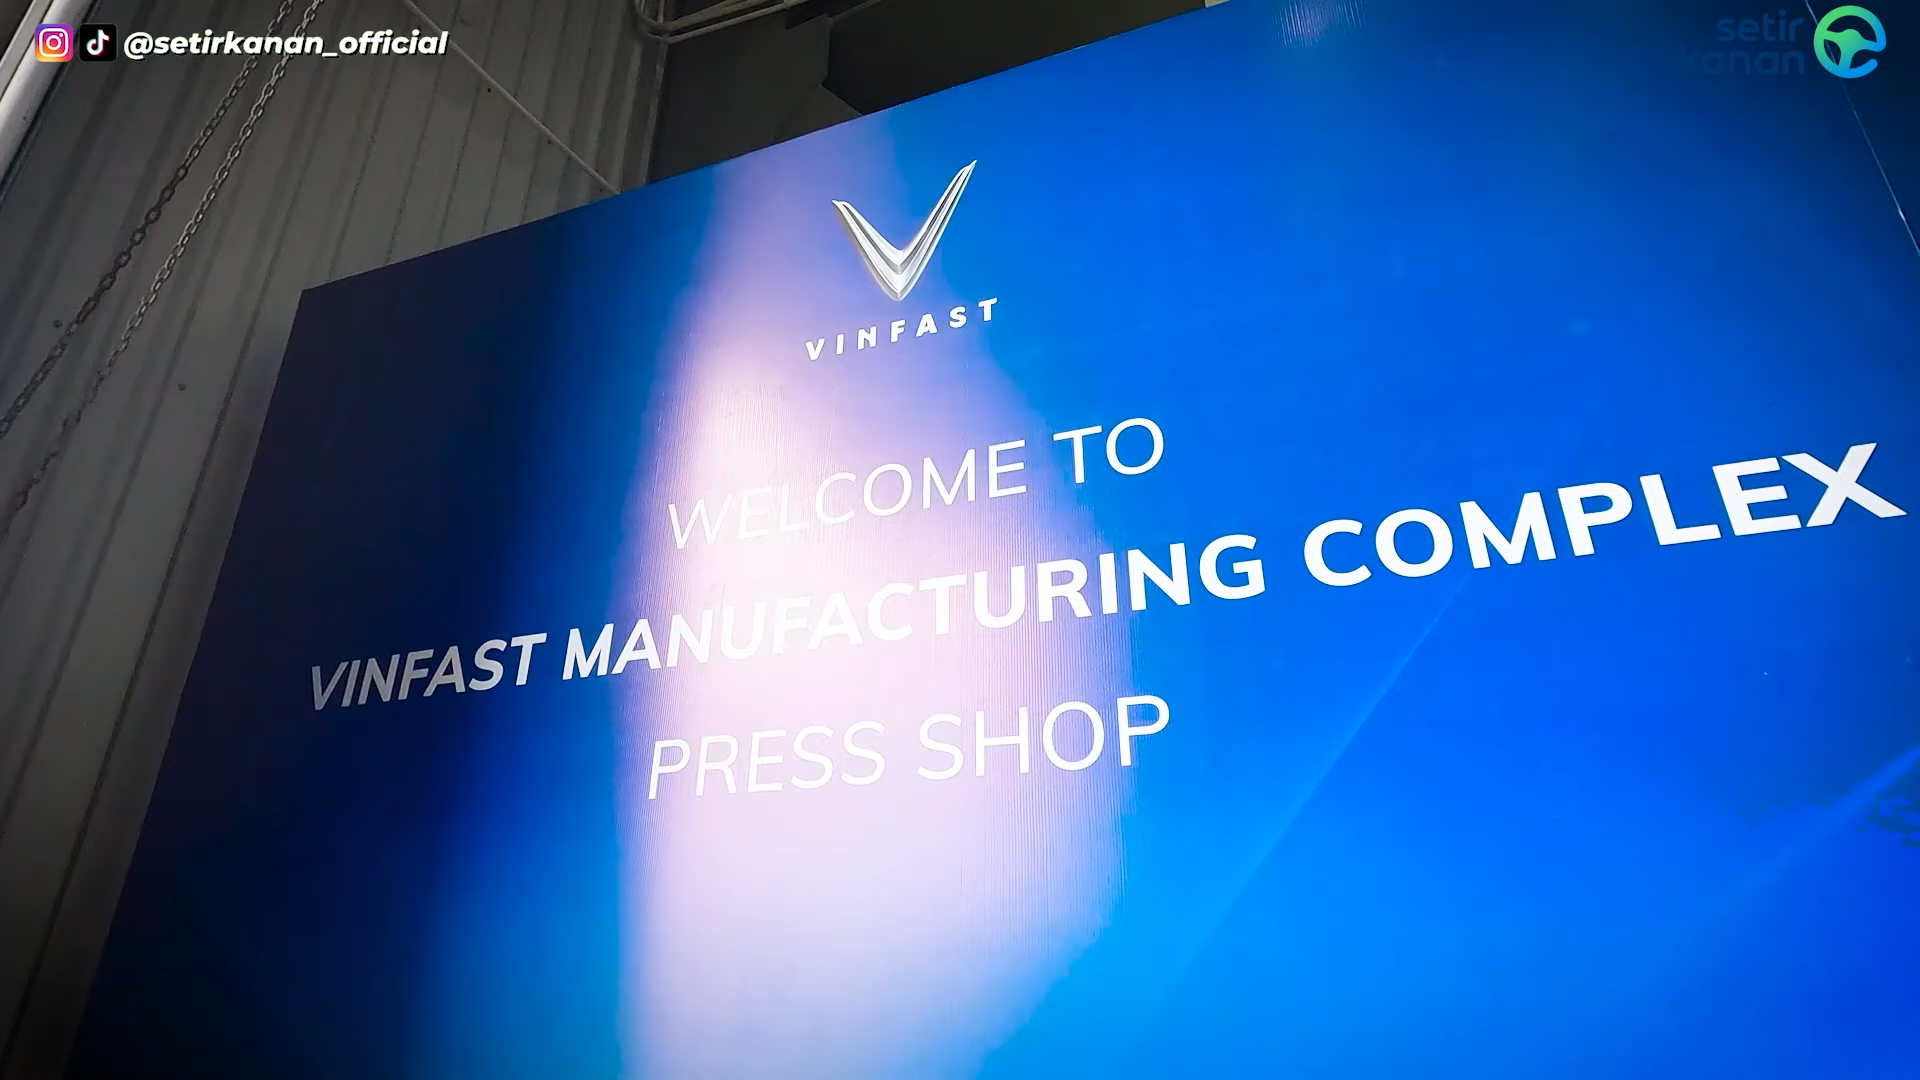 @setirkanan_official
setir
kanan
VINFAST
WELCOME TO
VINFAST MANUFACTURING COMPLEX
PRESS SHOP